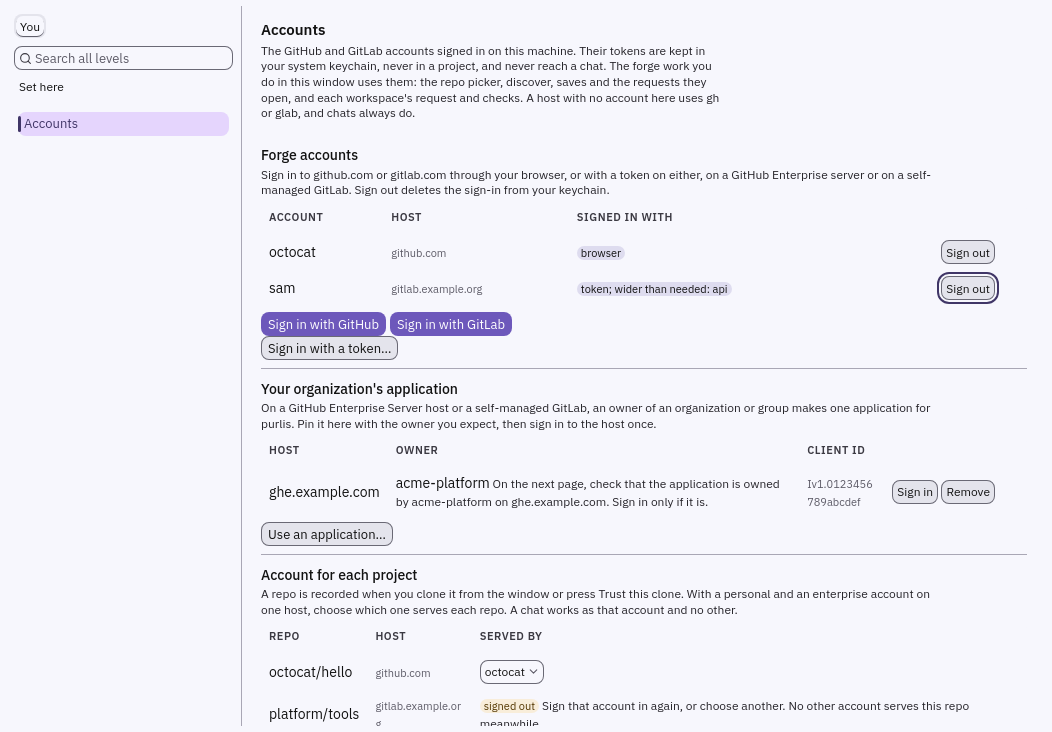 You
Search all levels
Set here
Accounts
Accounts
The GitHub and GitLab accounts signed in on this machine. Their tokens are kept in
your system keychain, never in a project, and never reach a chat. The forge work you
do in this window uses them: the repo picker, discover, saves and the requests they
open, and each workspace's request and checks. A host with no account here uses gh
or glab, and chats always do.
Forge accounts
Sign in to github.com or gitlab.com through your browser, or with a token on either, on a GitHub Enterprise server or on a self-
managed GitLab. Sign out deletes the sign-in from your keychain.
ACCOUNT HOST SIGNED IN WITH
octocat github.com browser Sign out
sam gitlab.example.org token; wider than needed: api Sign out
Sign in with GitHub Sign in with GitLab
Sign in with a token...
Your organization's application
On a GitHub Enterprise Server host or a self-managed GitLab, an owner of an organization or group makes one application for
purlis. Pin it here with the owner you expect, then sign in to the host once.
HOST OWNER CLIENT ID
ghe.example.com acme-platform On the next page, check that the application is owned Iv1.0123456 Sign in Remove
by acme-platform on ghe.example.com. Sign in only if it is. 789abcdef
Use an application...
Account for each project
A repo is recorded when you clone it from the window or press Trust this clone. With a personal and an enterprise account on
one host, choose which one serves each repo. A chat works as that account and no other.
REPO HOST SERVED BY
octocat/hello github.com octocat
platform/tools gitlab.example.or signed out Sign that account in again, or choose another. No other account serves this repo
g meanwhile